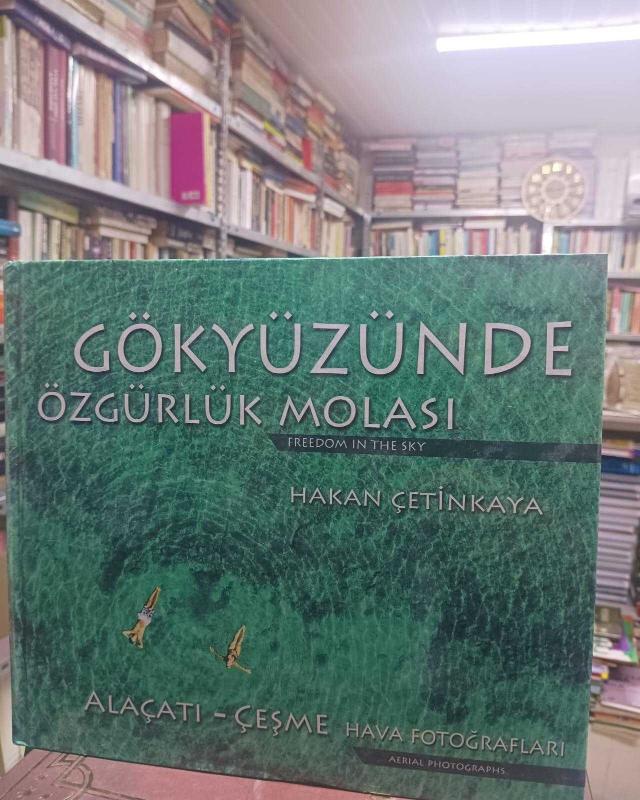 GÖKYÜZÜNDE
ÖZGÜRLÜK MOLASI
FREEDOM IN THE SKY
HAKAN ÇETİNKAYA
ALAÇATI - ÇEŞME HAVA FOTOĞRAFLARI
AERIAL PHOTOGRAPHS